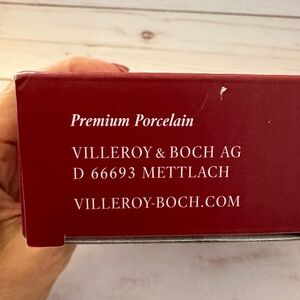 Premium Porcelain
VILLEROY & BOCH AG
D 66693 METTLACH
VILLEROY-BOCH.COM